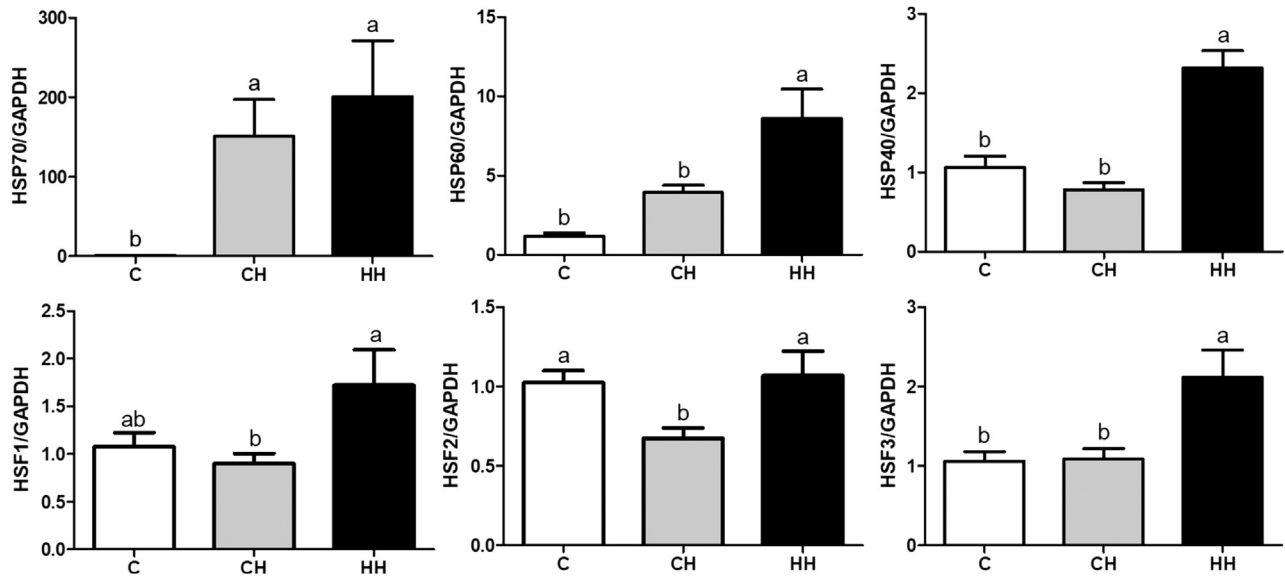 HSP70/GAPDH
300
200
100
0
b
a
a
C
CH
HH
HSP60/GAPDH
15
10
5
0
b
b
a
C
CH
HH
HSP40/GAPDH
3
2
1
0
b
b
a
C
CH
HH
HSF1/GAPDH
2.5
2.0
1.5
1.0
0.5
0.0
ab
b
a
C
CH
HH
HSF2/GAPDH
1.5
1.0
0.5
0.0
a
b
a
C
CH
HH
HSF3/GAPDH
3
2
1
0
b
b
a
C
CH
HH